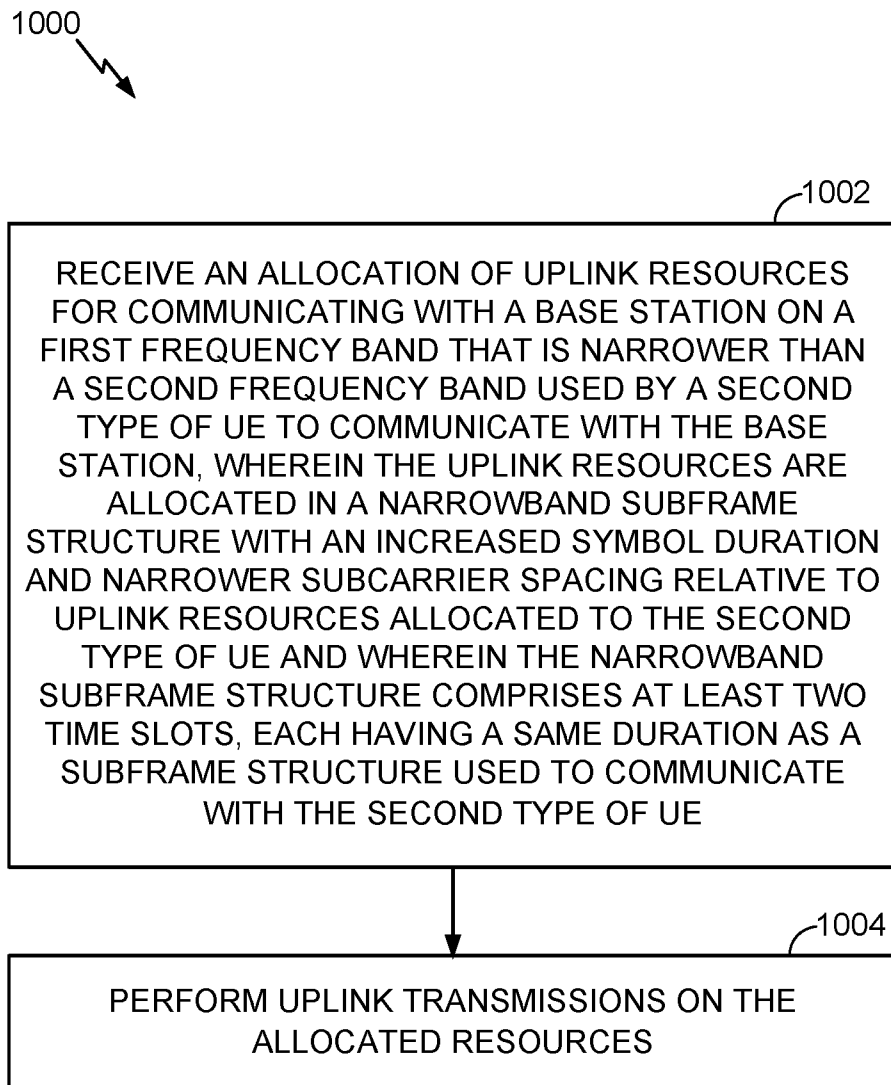 1000
1002
RECEIVE AN ALLOCATION OF UPLINK RESOURCES
FOR COMMUNICATING WITH A BASE STATION ON A
FIRST FREQUENCY BAND THAT IS NARROWER THAN
A SECOND FREQUENCY BAND USED BY A SECOND
TYPE OF UE TO COMMUNICATE WITH THE BASE
STATION, WHEREIN THE UPLINK RESOURCES ARE
ALLOCATED IN A NARROWBAND SUBFRAME
STRUCTURE WITH AN INCREASED SYMBOL DURATION
AND NARROWER SUBCARRIER SPACING RELATIVE TO
UPLINK RESOURCES ALLOCATED TO THE SECOND
TYPE OF UE AND WHEREIN THE NARROWBAND
SUBFRAME STRUCTURE COMPRISES AT LEAST TWO
TIME SLOTS, EACH HAVING A SAME DURATION AS A
SUBFRAME STRUCTURE USED TO COMMUNICATE
WITH THE SECOND TYPE OF UE
1004
PERFORM UPLINK TRANSMISSIONS ON THE
ALLOCATED RESOURCES